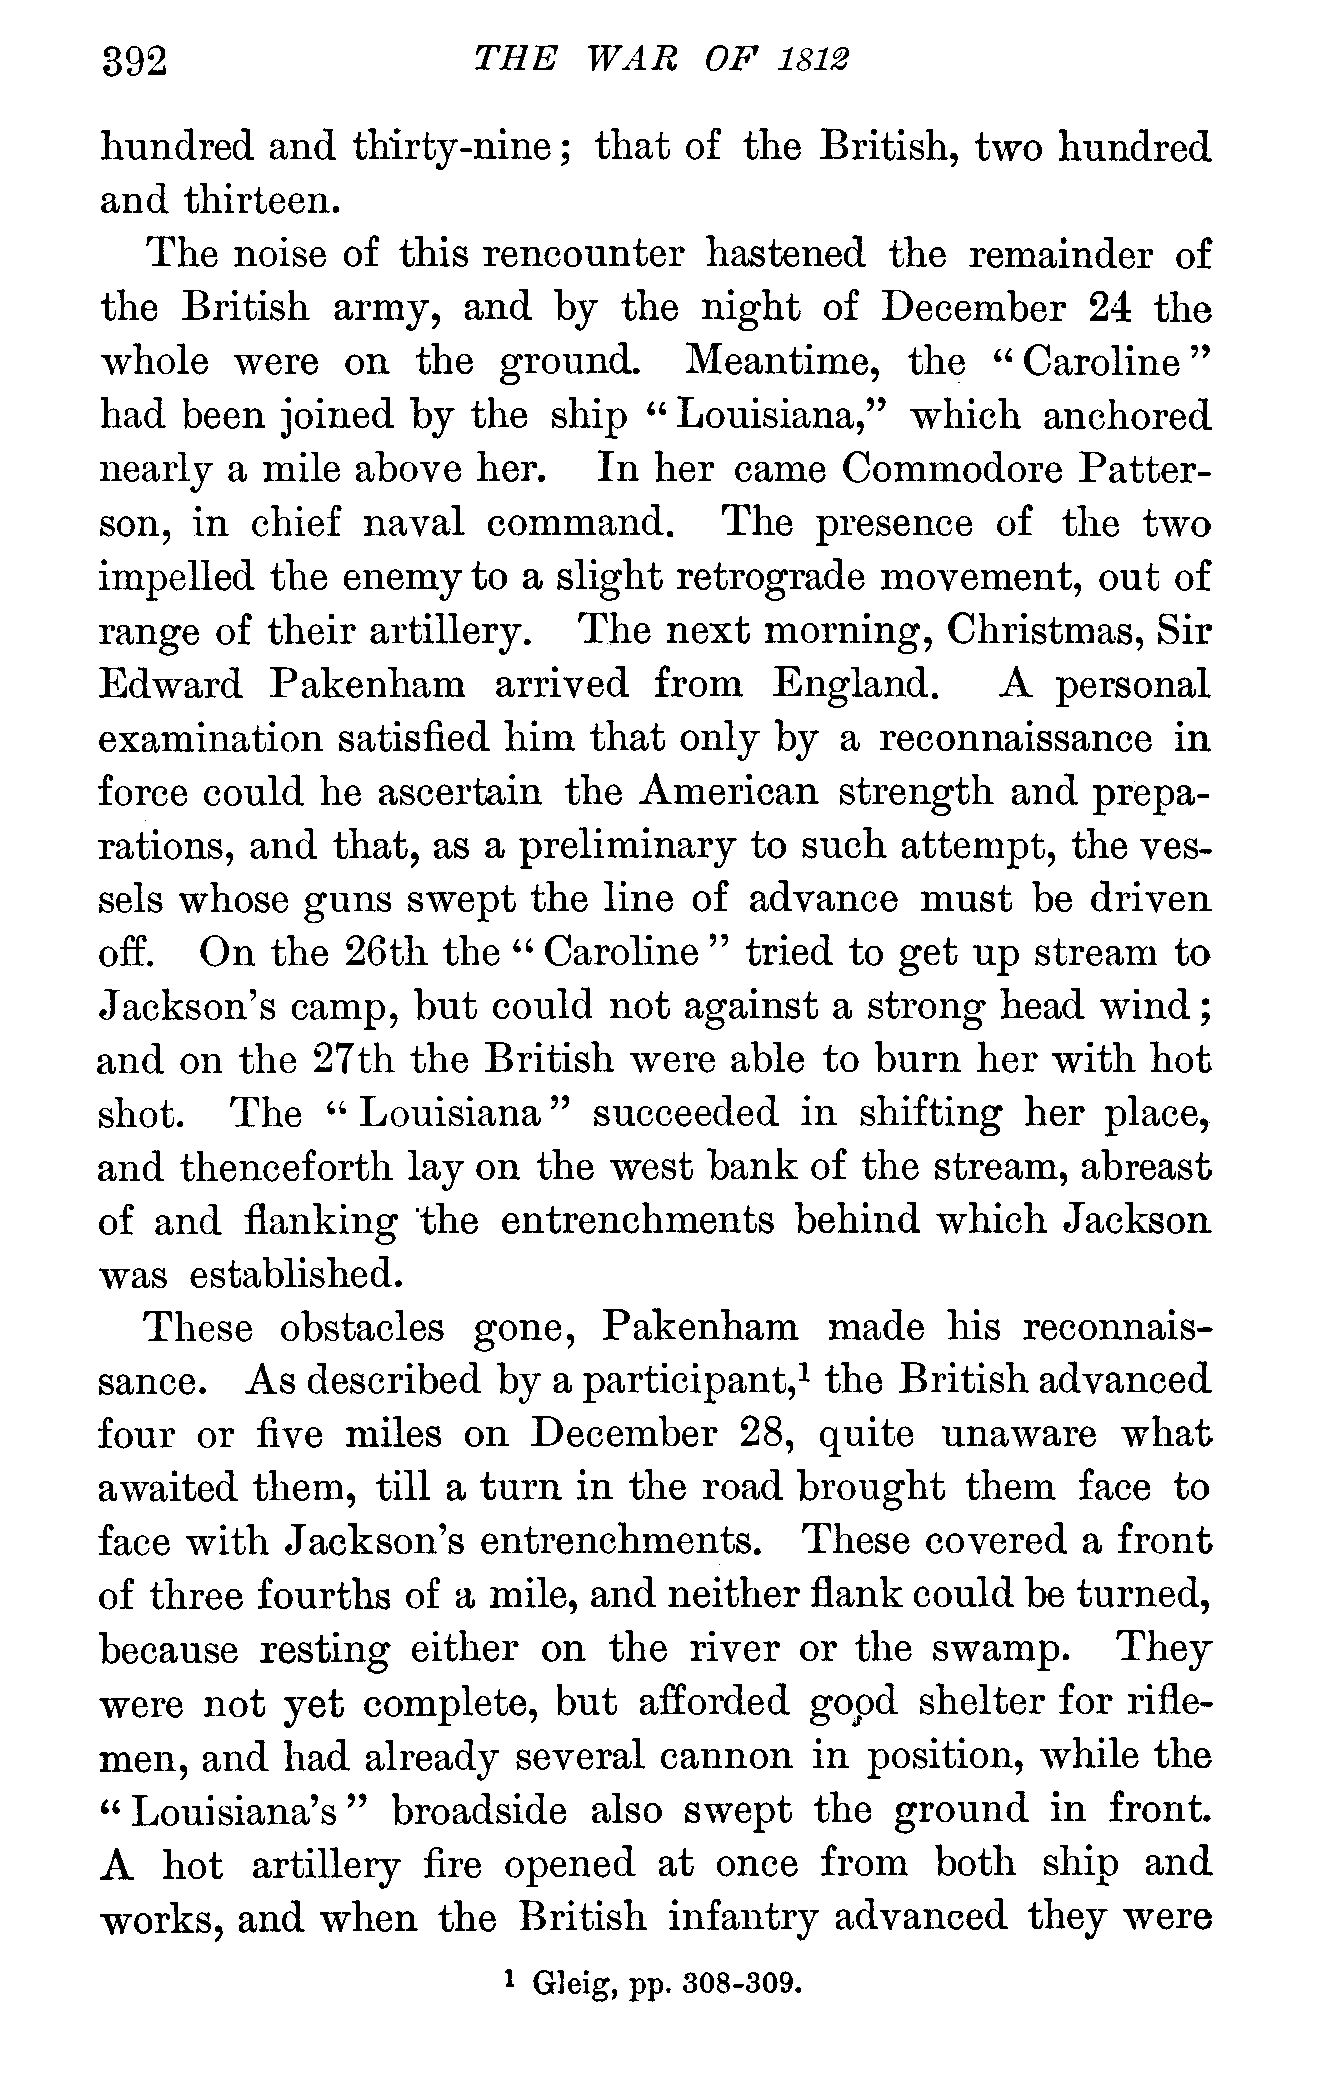 392 THE WAR OF 1812
hundred and thirty-nine; that of the British, two hundred
and thirteen.
The noise of this rencounter hastened the remainder of
the British army, and by the night of December 24 the
whole were on the ground. Meantime, the “Caroline”
had been joined by the ship “Louisiana,” which anchored
nearly a mile above her. In her came Commodore Patter-
son, in chief naval command. The presence of the two
impelled the enemy to a slight retrograde movement, out of
range of their artillery. The next morning, Christmas, Sir
Edward Pakenham arrived from England. A personal
examination satisfied him that only by a reconnaissance in
force could he ascertain the American strength and prepa-
rations, and that, as a preliminary to such attempt, the ves-
sels whose guns swept the line of advance must be driven
off. On the 26th the “Caroline” tried to get up stream to
Jackson's camp, but could not against a strong head wind;
and on the 27th the British were able to burn her with hot
shot. The “Louisiana” succeeded in shifting her place,
and thenceforth lay on the west bank of the stream, abreast
of and flanking the entrenchments behind which Jackson
was established.
These obstacles gone, Pakenham made his reconnais-
sance. As described by a participant,¹ the British advanced
four or five miles on December 28, quite unaware what
awaited them, till a turn in the road brought them face to
face with Jackson's entrenchments. These covered a front
of three fourths of a mile, and neither flank could be turned,
because resting either on the river or the swamp. They
were not yet complete, but afforded good shelter for rifle-
men, and had already several cannon in position, while the
“Louisiana's” broadside also swept the ground in front.
A hot artillery fire opened at once from both ship and
works, and when the British infantry advanced they were
¹ Gleig, pp. 308-309.